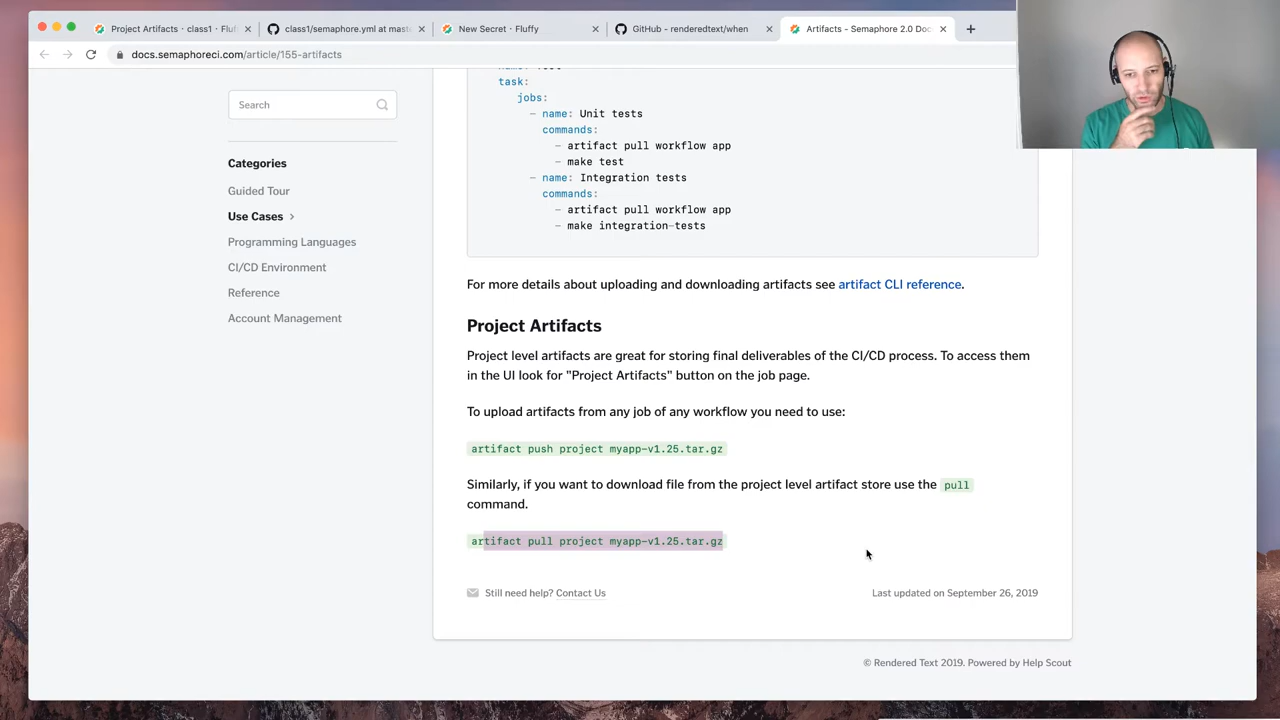 Project Artifacts - class1 · Fluf
class1/semaphore.yml at maste
New Secret · Fluffy
GitHub - renderedtext/when
Artifacts - Semaphore 2.0 Doc
docs.semaphoreci.com/article/155-artifacts
Search
Categories
Guided Tour
Use Cases
Programming Languages
CI/CD Environment
Reference
Account Management
task:
jobs:
- name: Unit tests
commands:
- artifact pull workflow app
- make test
- name: Integration tests
commands:
- artifact pull workflow app
- make integration-tests
For more details about uploading and downloading artifacts see artifact CLI reference.
Project Artifacts
Project level artifacts are great for storing final deliverables of the CI/CD process. To access them
in the UI look for "Project Artifacts" button on the job page.
To upload artifacts from any job of any workflow you need to use:
artifact push project myapp-v1.25.tar.gz
Similarly, if you want to download file from the project level artifact store use the pull
command.
artifact pull project myapp-v1.25.tar.gz
Still need help? Contact Us
Last updated on September 26, 2019
© Rendered Text 2019. Powered by Help Scout